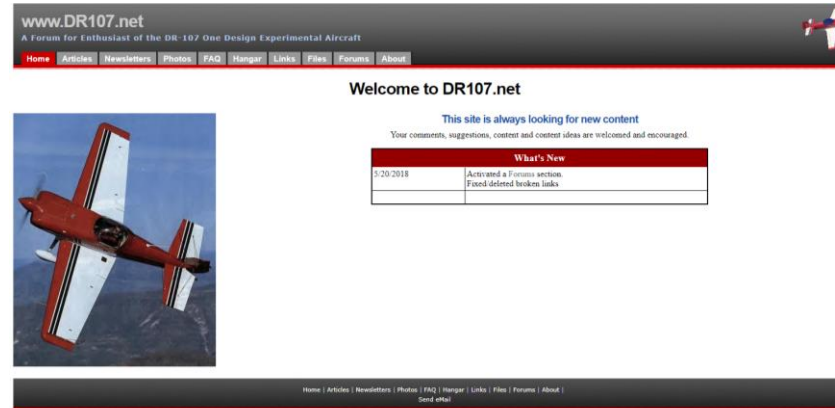 www.DR107.net
A Forum for Enthusiast of the DR-107 One Design Experimental Aircraft
Home Articles Newsletters Photos FAQ Hangar Links Files Forums About
Welcome to DR107.net
This site is always looking for new content
Your comments, suggestions, content and content ideas are welcomed and encouraged.
What's New
5/20/2018 Activated a Forums section.
Fixed/deleted broken links
Home | Articles | Newsletters | Photos | FAQ | Hangar | Links | Files | Forums | About |
Send eMail